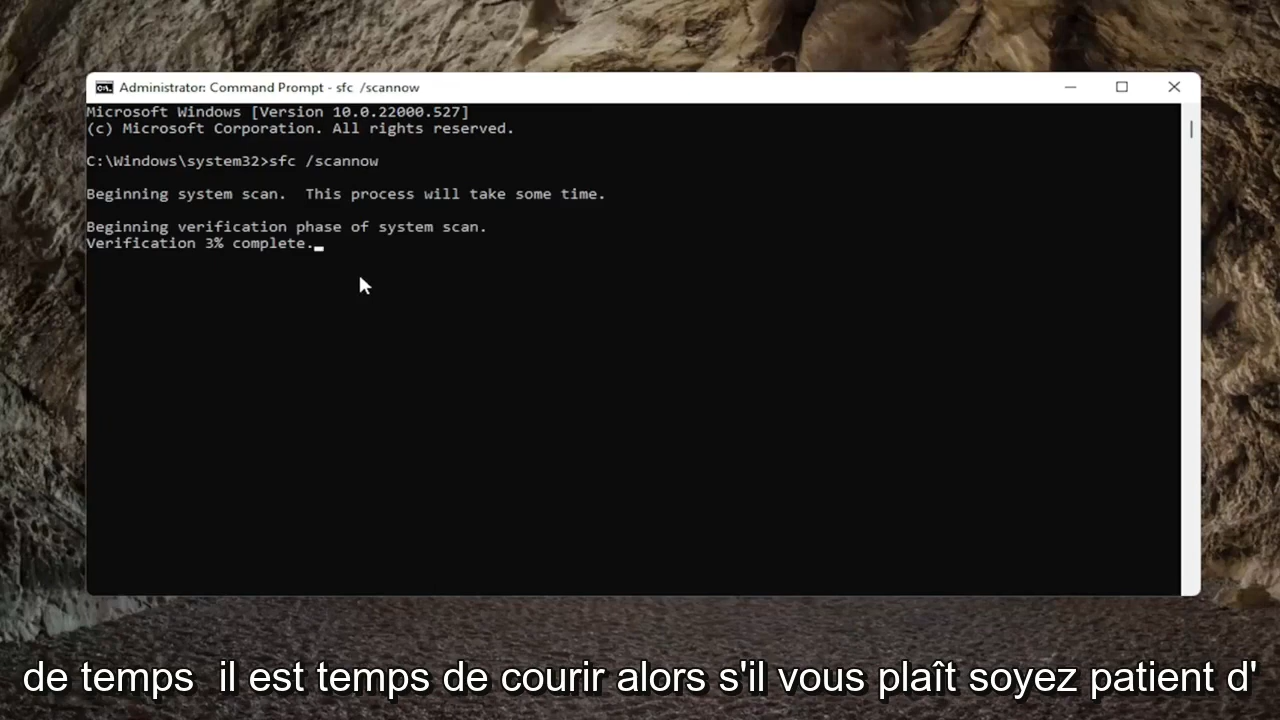 Administrator: Command Prompt - sfc /scannow
Microsoft Windows [Version 10.0.22000.527]
(c) Microsoft Corporation. All rights reserved.
C:\Windows\system32>sfc /scannow
Beginning system scan.  This process will take some time.
Beginning verification phase of system scan.
Verification 3% complete.
de temps  il est temps de courir alors s'il vous plaît soyez patient d'